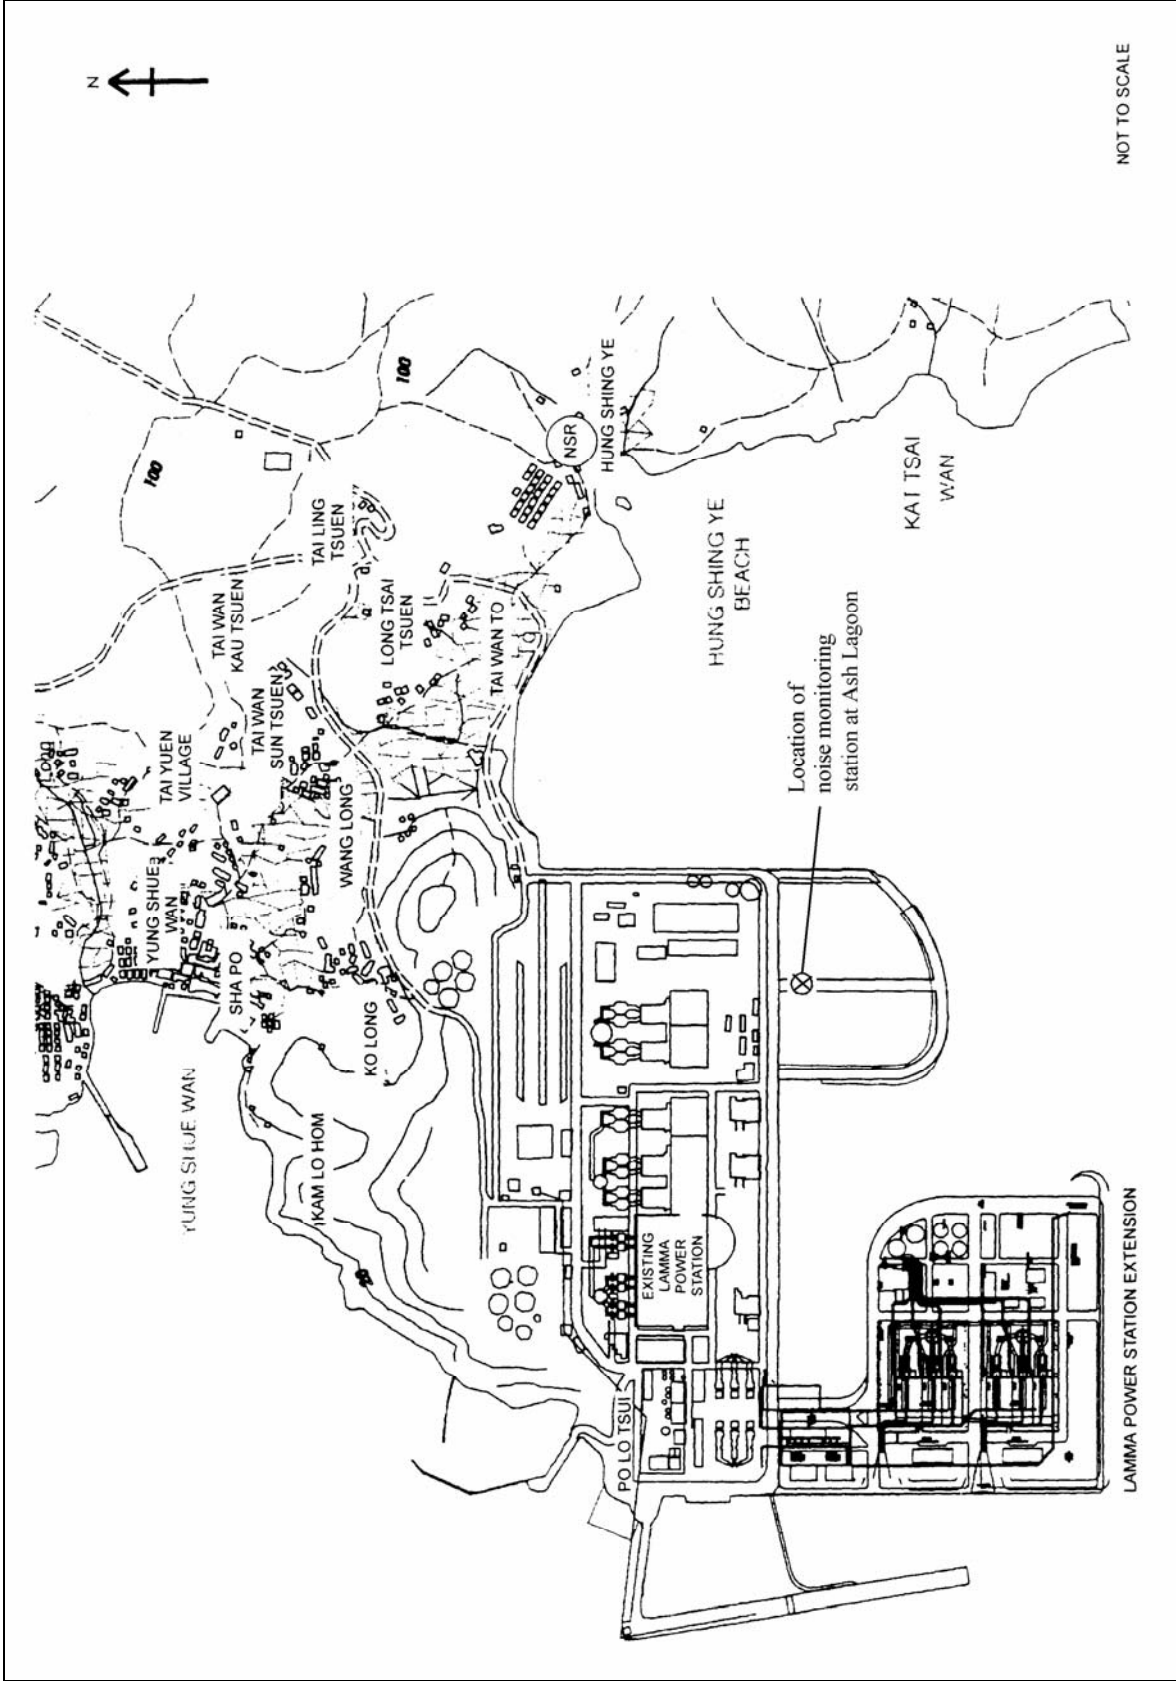 N
NOT TO SCALE
YUNG SHUE WAN
YUNG SHUE
WAN
TAI YUEN
VILLAGE
SHA PO
TAI WAN
KAU TSUEN
TAI WAN
SUN TSUEN
100
100
TAI LING
TSUEN
KAM LO HOM
KO LONG
WANG LONG
LONG TSAI
TSUEN
TAI WAN TO
NSR
HUNG SHING YE
PO LO TSUI
EXISTING
LAMMA
POWER
STATION
HUNG SHING YE
BEACH
Location of
noise monitoring
station at Ash Lagoon
KAT TSAI
WAN
LAMMA POWER STATION EXTENSION